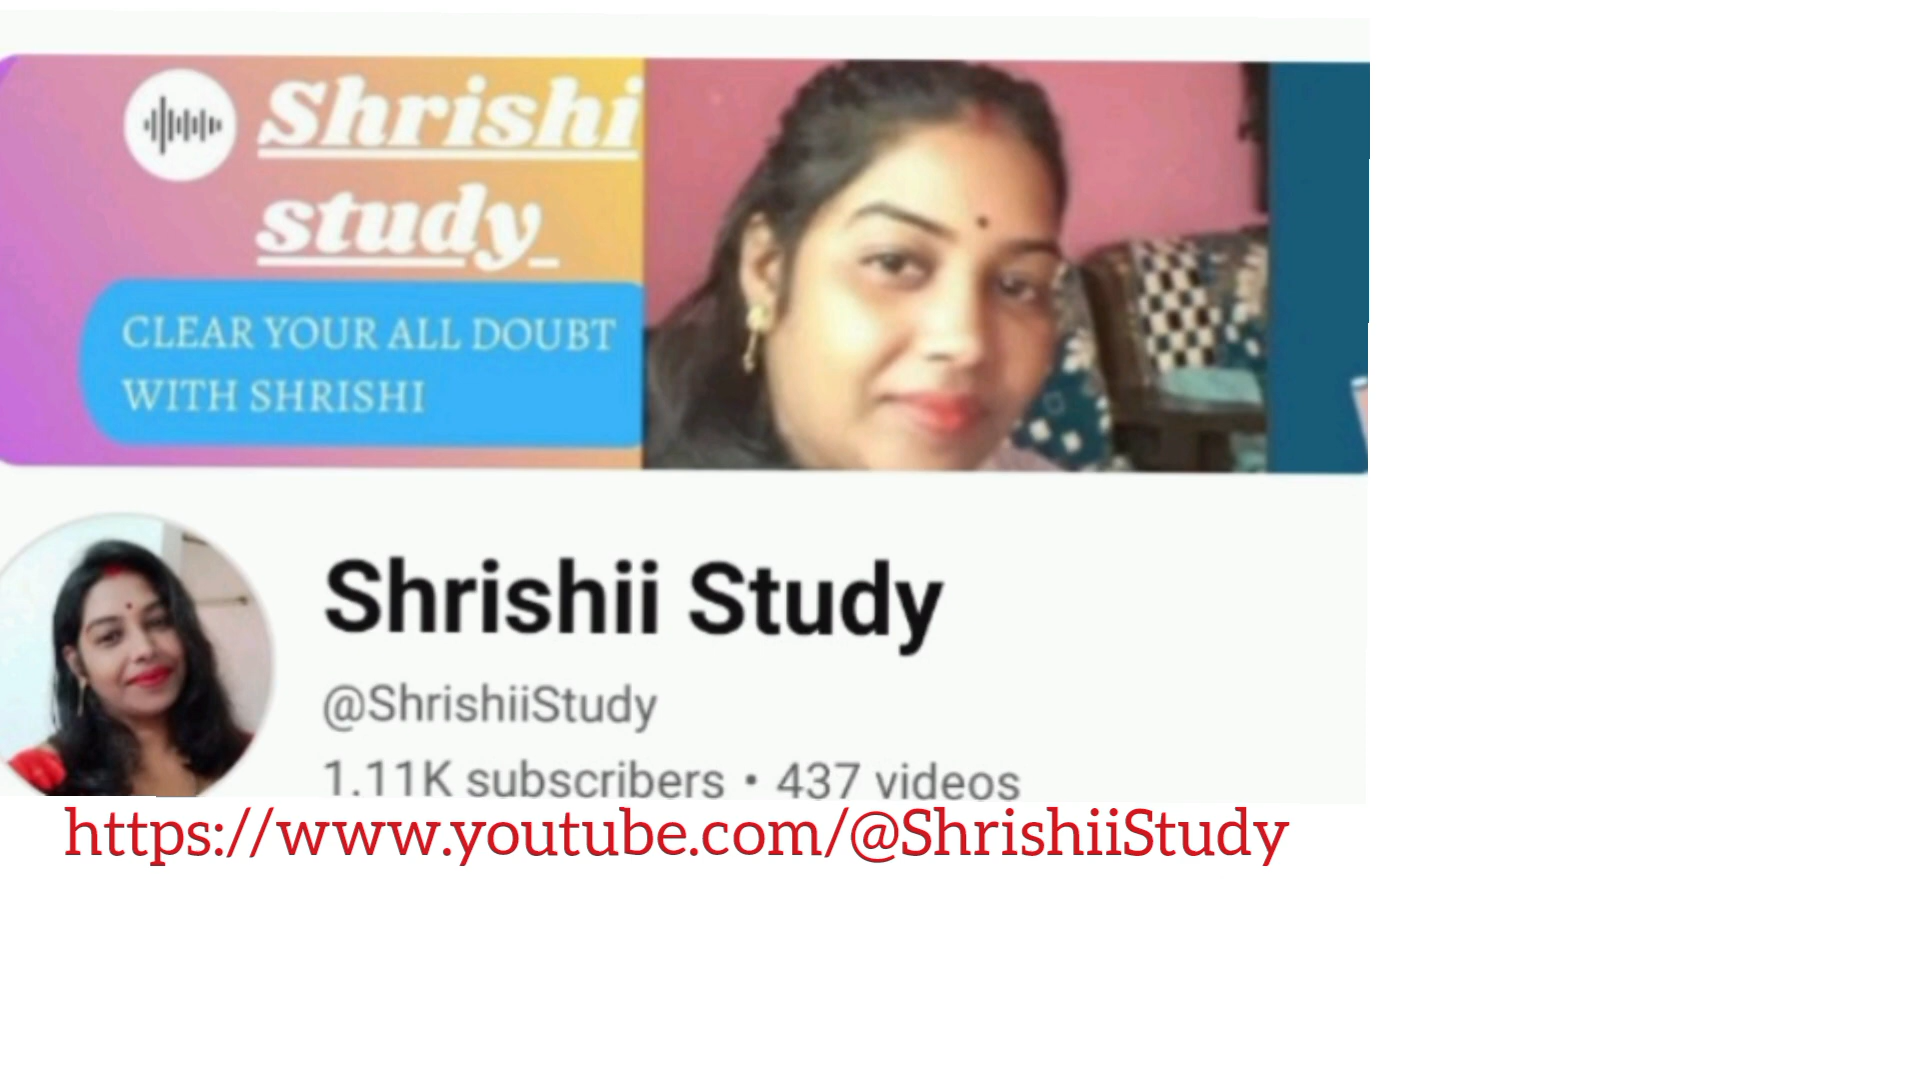 Shrishi
study_
CLEAR YOUR ALL DOUBT
WITH SHRISHI
Shrishii Study
@ShrishiiStudy
1.11K subscribers • 437 videos
https://www.youtube.com/@ShrishiiStudy